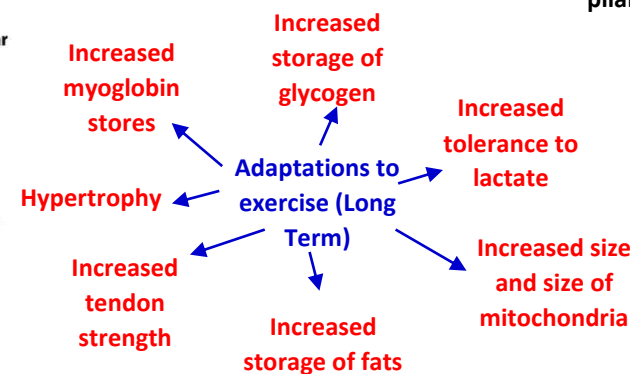 Increased
storage of
glycogen
Increased
myoglobin
stores
Increased
tolerance to
lactate
Adaptations to
exercise (Long
Term)
Hypertrophy
Increased size
and size of
mitochondria
Increased
tendon
strength
Increased
storage of fats